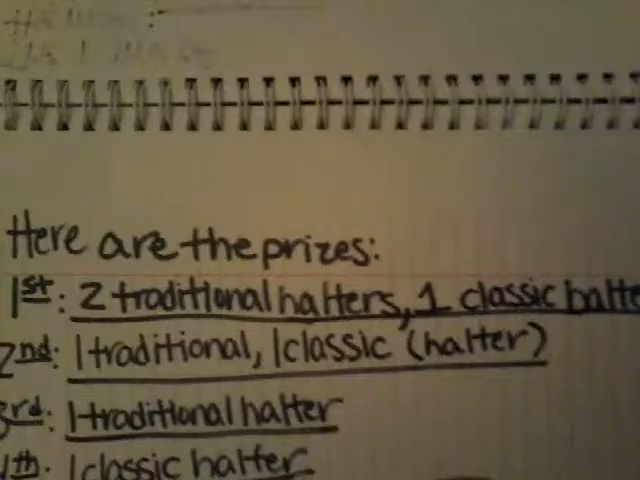 Here are the prizes:
1st: 2 traditional halters, 1 classic halte
2nd: 1 traditional, 1 classic (halter)
3rd: 1 traditional halter
4th. 1 classic halter